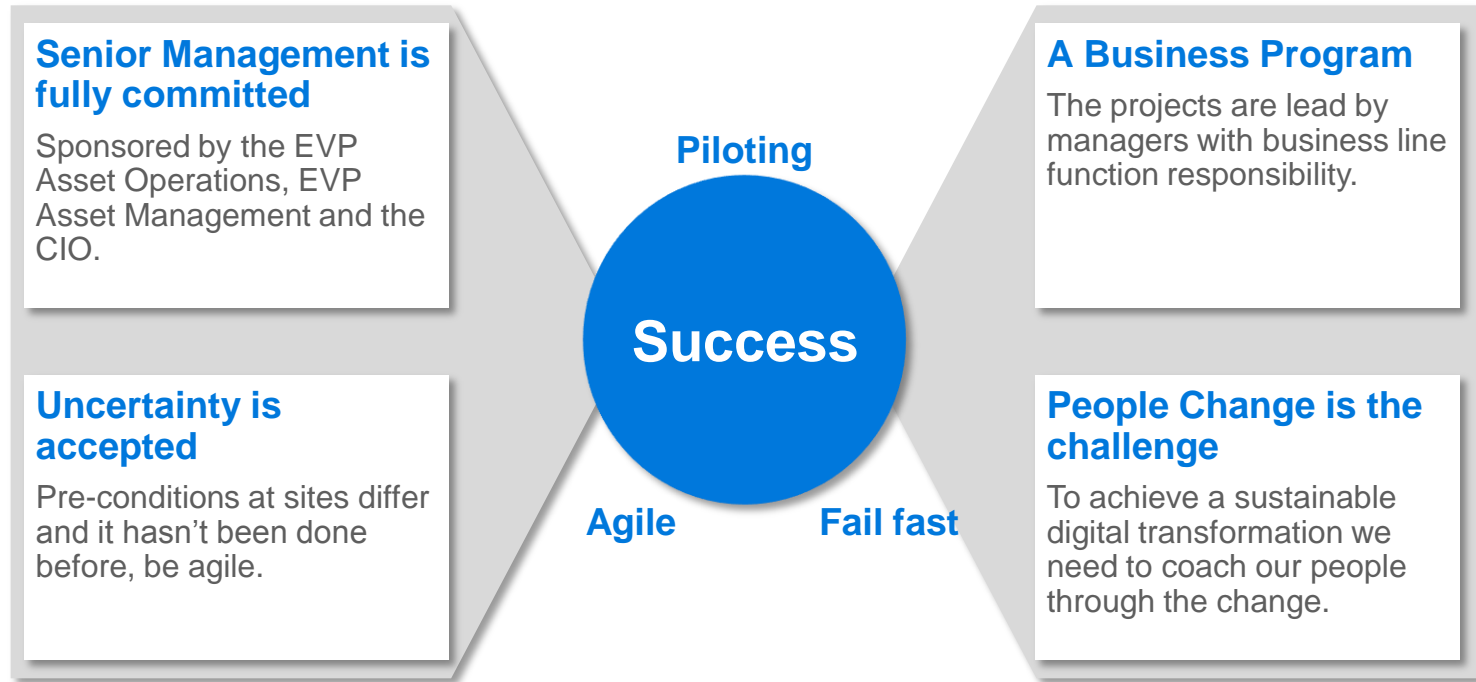 Senior Management is
fully committed
Sponsored by the EVP
Asset Operations, EVP
Asset Management and the
CIO.
Uncertainty is
accepted
Pre-conditions at sites differ
and it hasn’t been done
before, be agile.
Piloting
Success
Agile
Fail fast
A Business Program
The projects are lead by
managers with business line
function responsibility.
People Change is the
challenge
To achieve a sustainable
digital transformation we
need to coach our people
through the change.